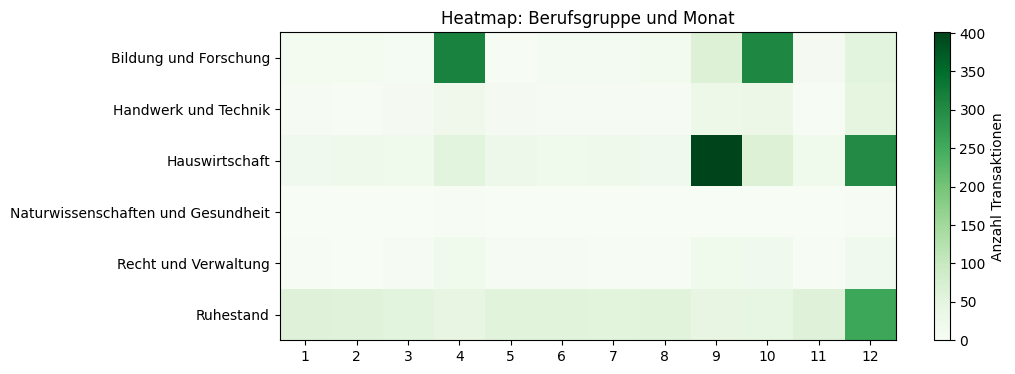 Heatmap: Berufsgruppe und Monat
Bildung und Forschung
Handwerk und Technik
Hauswirtschaft
Naturwissenschaften und Gesundheit
Recht und Verwaltung
Ruhestand
1 2 3 4 5 6 7 8 9 10 11 12
400
350
300
250
200
150
100
50
0
Anzahl Transaktionen